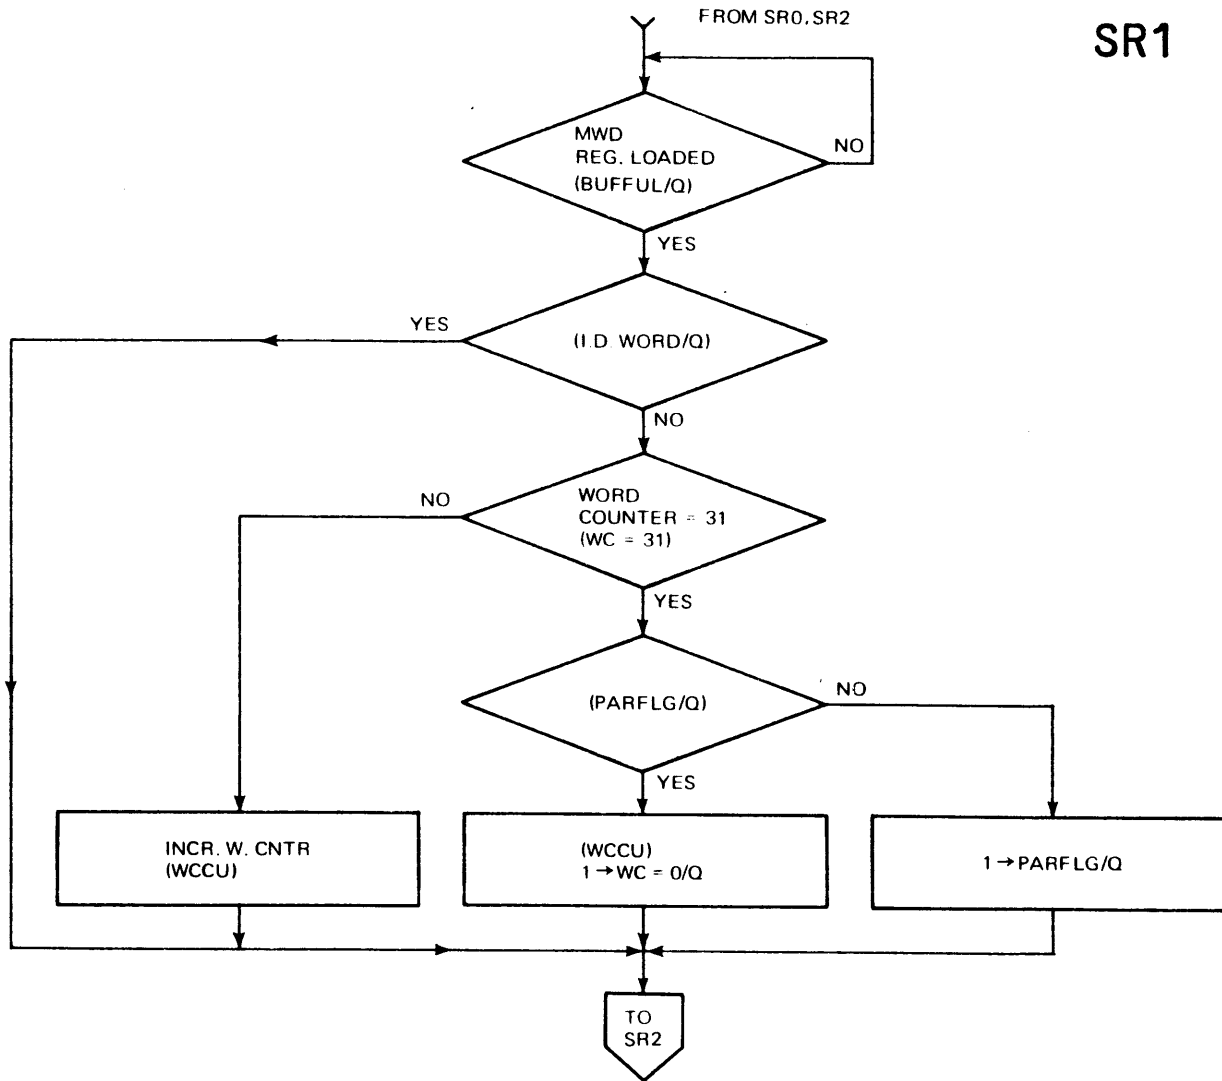 FROM SR0, SR2
SR1
MWD
REG. LOADED
(BUFFUL/Q)
NO
YES
YES
(I.D. WORD/Q)
NO
NO
WORD
COUNTER = 31
(WC = 31)
YES
(PARFLG/Q)
NO
YES
INCR. W. CNTR
(WCCU)
(WCCU)
1→WC = 0/Q
1→PARFLG/Q
TO
SR2